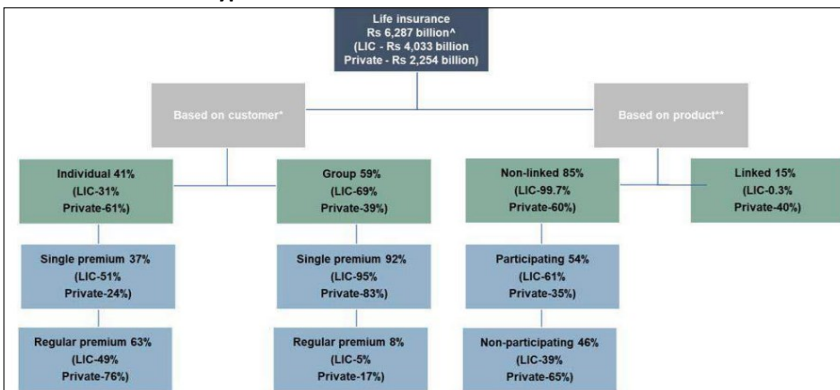 Life insurance
Rs 6,287 billion^
(LIC - Rs 4,033 billion
Private - Rs 2,254 billion)
Based on customer*
Based on product**
Individual 41%
(LIC-31%
Private-61%)
Group 59%
(LIC-69%
Private-39%)
Non-linked 85%
(LIC-99.7%
Private-60%)
Linked 15%
(LIC-0.3%
Private-40%)
Single premium 37%
(LIC-51%
Private-24%)
Single premium 92%
(LIC-95%
Private-83%)
Participating 54%
(LIC-61%
Private-35%)
Regular premium 63%
(LIC-49%
Private-76%)
Regular premium 8%
(LIC-5%
Private-17%)
Non-participating 46%
(LIC-39%
Private-65%)